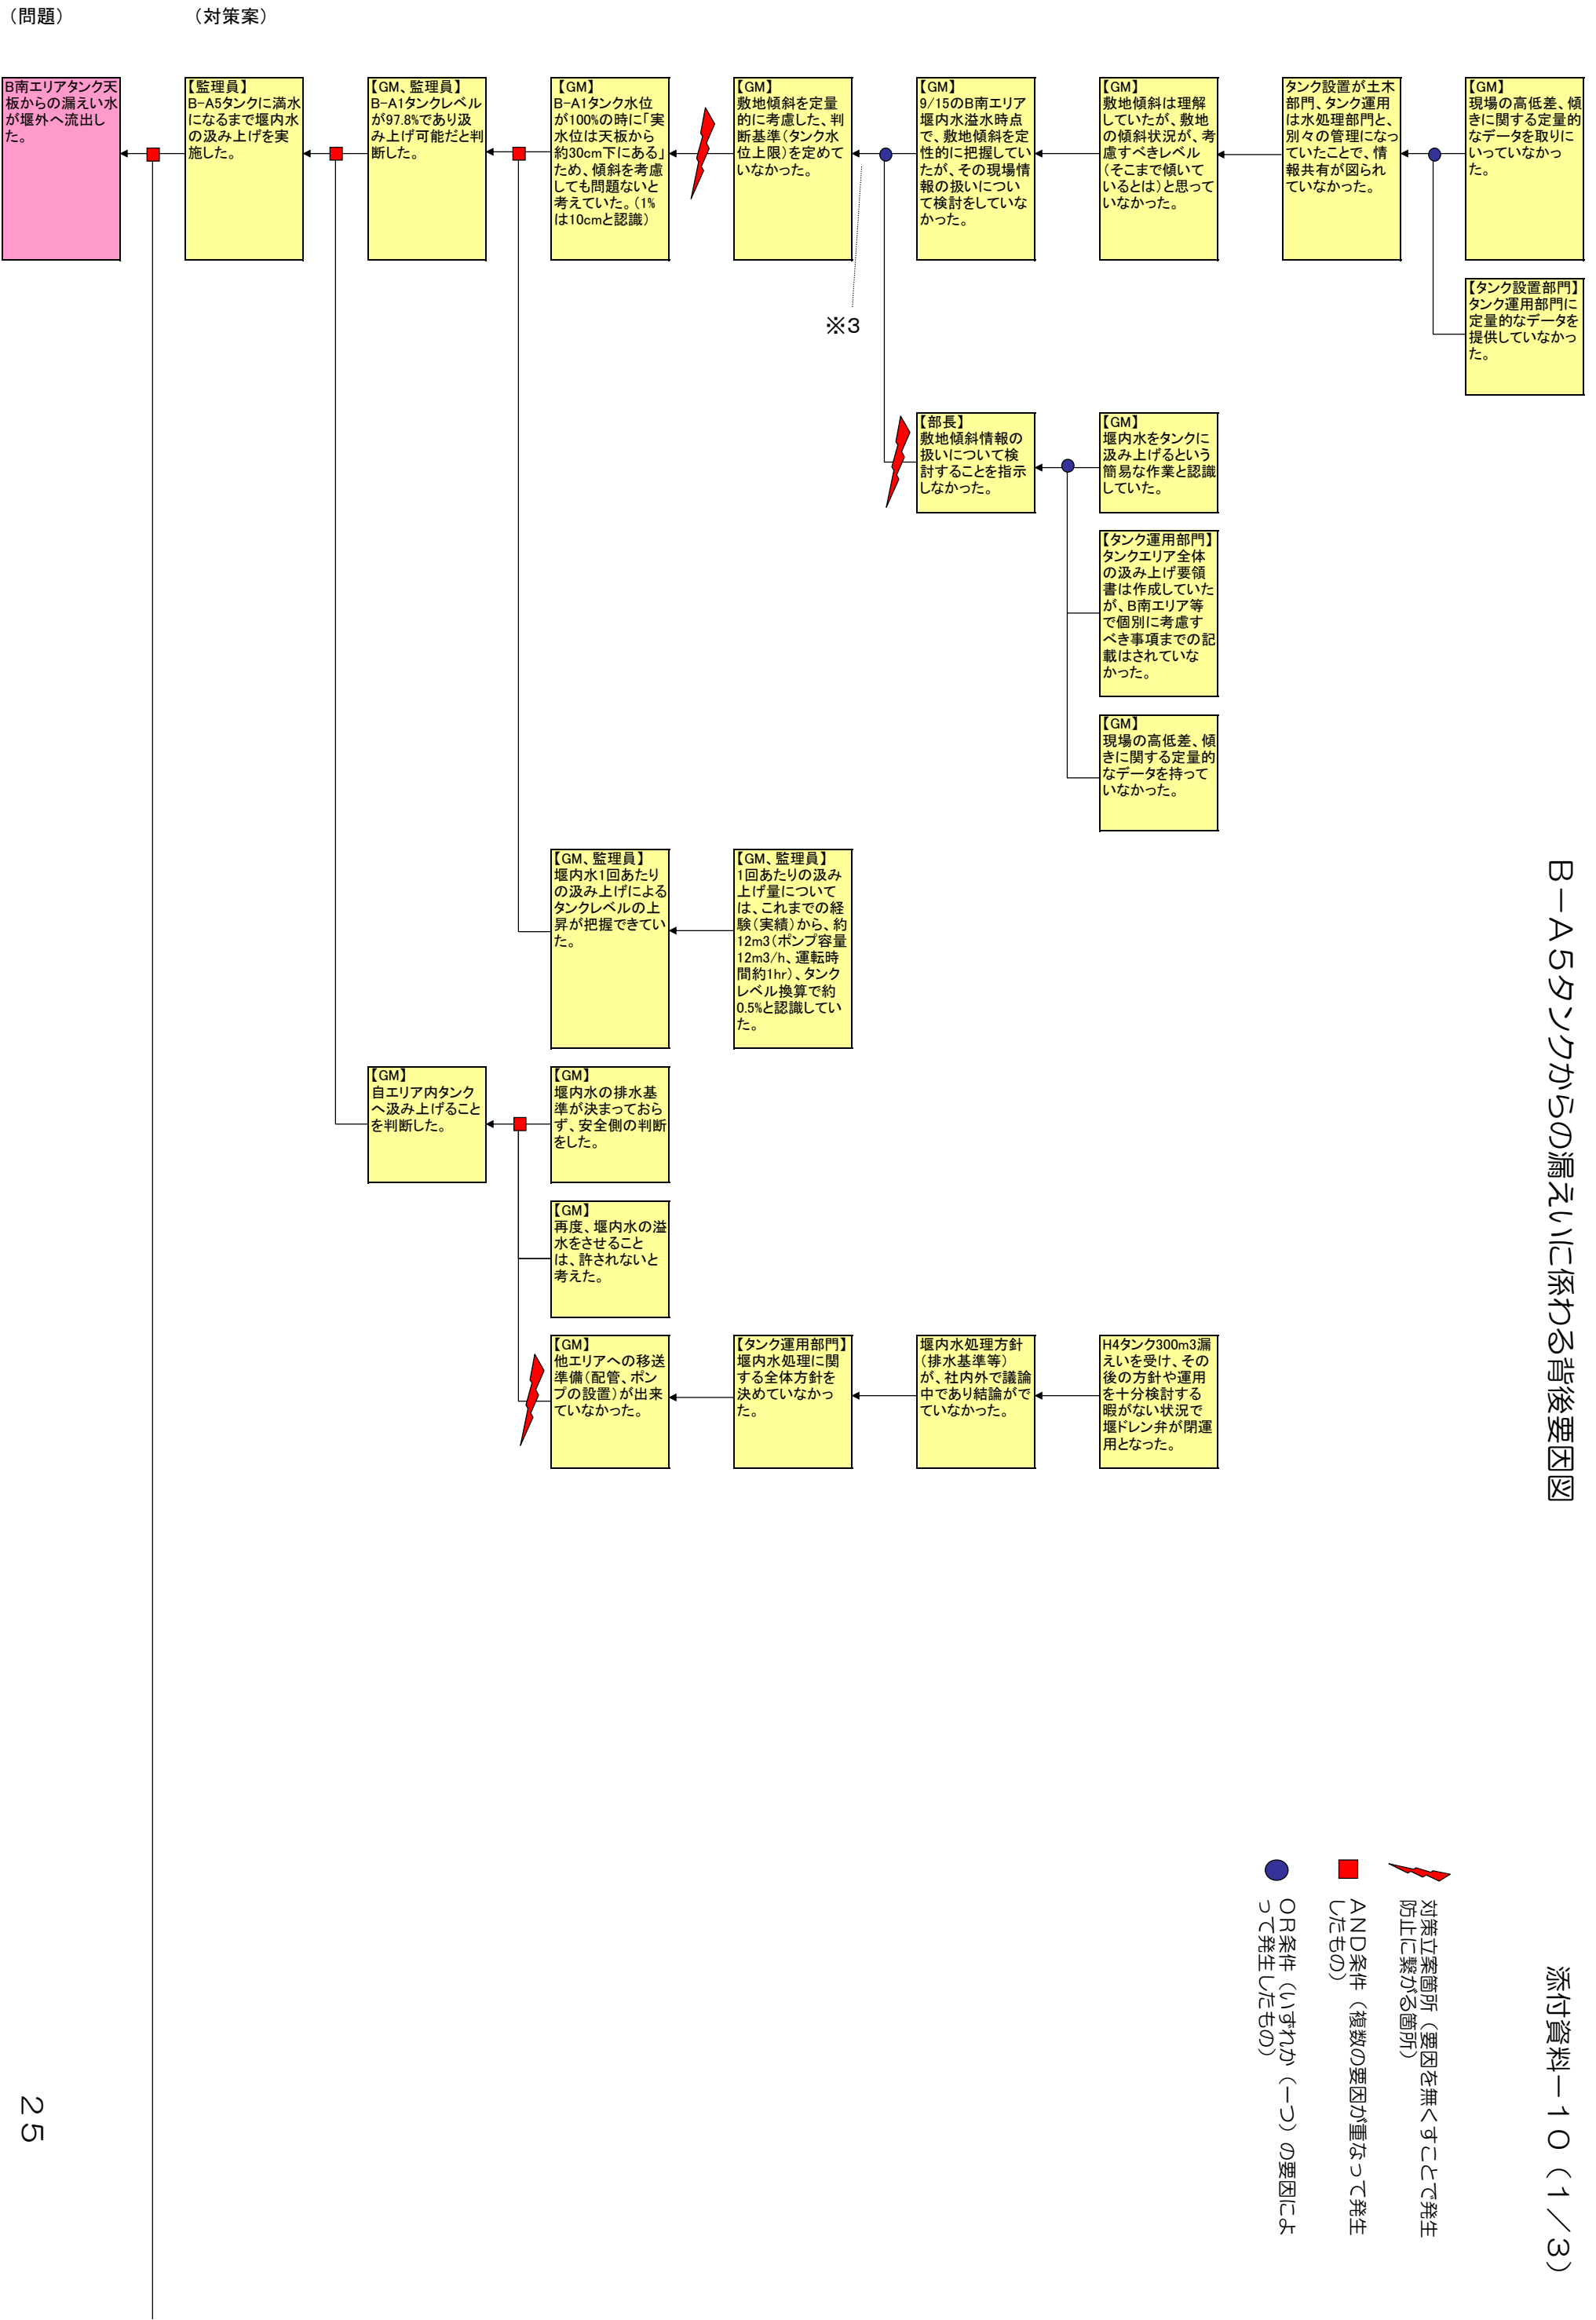 （問題）
（対策案）
B南エリアタンク天
板からの漏えい水
が堰外へ流出し
た。
【監理員】
B-A5タンクに満水
になるまで堰内水
の汲み上げを実
施した。
【GM、監理員】
B-A1タンクレベル
が97.8%であり汲
み上げ可能だと判
断した。
【GM】
B-A1タンク水位
が100%の時に「実
水位は天板から
約30cm下にある」
ため、傾斜を考慮
しても問題ないと
考えていた。（1%
は10cmと認識）
【GM】
敷地傾斜を定量
的に考慮した、判
断基準（タンク水
位上限）を定めて
いなかった。
【GM】
9/15のB南エリア
堰内水溢水時点
で、敷地傾斜を定
性的に把握してい
たが、その現場情
報の扱いについ
て検討をしていな
かった。
【GM】
敷地傾斜は理解
していたが、敷地
の傾斜状況が、考
慮すべきレベル
（そこまで傾いて
いるとは）と思って
いなかった。
タンク設置が土木
部門、タンク運用
は水処理部門と、
別々の管理になっ
ていたことで、情
報共有が図られ
ていなかった。
【GM】
現場の高低差、傾
きに関する定量的
なデータを取りに
いっていなかっ
た。
【タンク設置部門】
タンク運用部門に
定量的なデータを
提供していなかっ
た。
※3
【部長】
敷地傾斜情報の
扱いについて検
討することを指示
しなかった。
【GM】
堰内水をタンクに
汲み上げるという
簡易な作業と認識
していた。
【タンク運用部門】
タンクエリア全体
の汲み上げ要領
書は作成していた
が、B南エリア等
で個別に考慮す
べき事項までの記
載はされていな
かった。
【GM】
現場の高低差、傾
きに関する定量的
なデータを持って
いなかった。
【GM、監理員】
堰内水1回あたり
の汲み上げによる
タンクレベルの上
昇が把握できてい
た。
【GM、監理員】
1回あたりの汲み
上げ量について
は、これまでの経
験（実績）から、約
12m3（ポンプ容量
12m3/h、運転時
間約1hr）、タンク
レベル換算で約
0.5%と認識してい
た。
【GM】
自エリア内タンク
へ汲み上げること
を判断した。
【GM】
堰内水の排水基
準が決まっておら
ず、安全側の判断
をした。
【GM】
再度、堰内水の溢
水をさせること
は、許されないと
考えた。
【GM】
他エリアへの移送
準備（配管、ポン
プの設置）が出来
ていなかった。
【タンク運用部門】
堰内水処理に関
する全体方針を
決めていなかっ
た。
堰内水処理方針
（排水基準等）
が、社内外で議論
中であり結論がで
ていなかった。
H4タンク300m3漏
えいを受け、その
後の方針や運用
を十分検討する
暇がない状況で
堰ドレン弁が閉運
用となった。
B－A5タンクからの漏えいに係わる背後要因図
添付資料－１０（１／３）
対策立案箇所（要因を無くすことで発生
防止に繋がる箇所）
AND条件（複数の要因が重なって発生
したもの）
OR条件（いずれか（一つ）の要因によ
って発生したもの）
２５